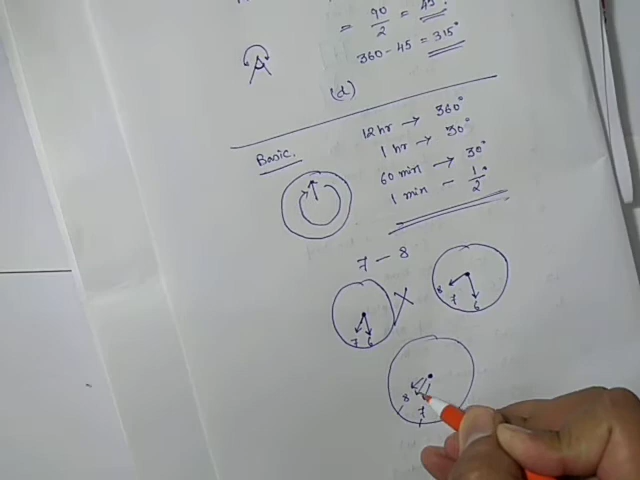 = 90/2 = 45°
360 - 45 = 315°
(d)
Basic.
12 hr → 360°
1 hr → 30°
60 min → 30°
1 min - 1/2°
7 - 8
7 6
8 7 6
8 7